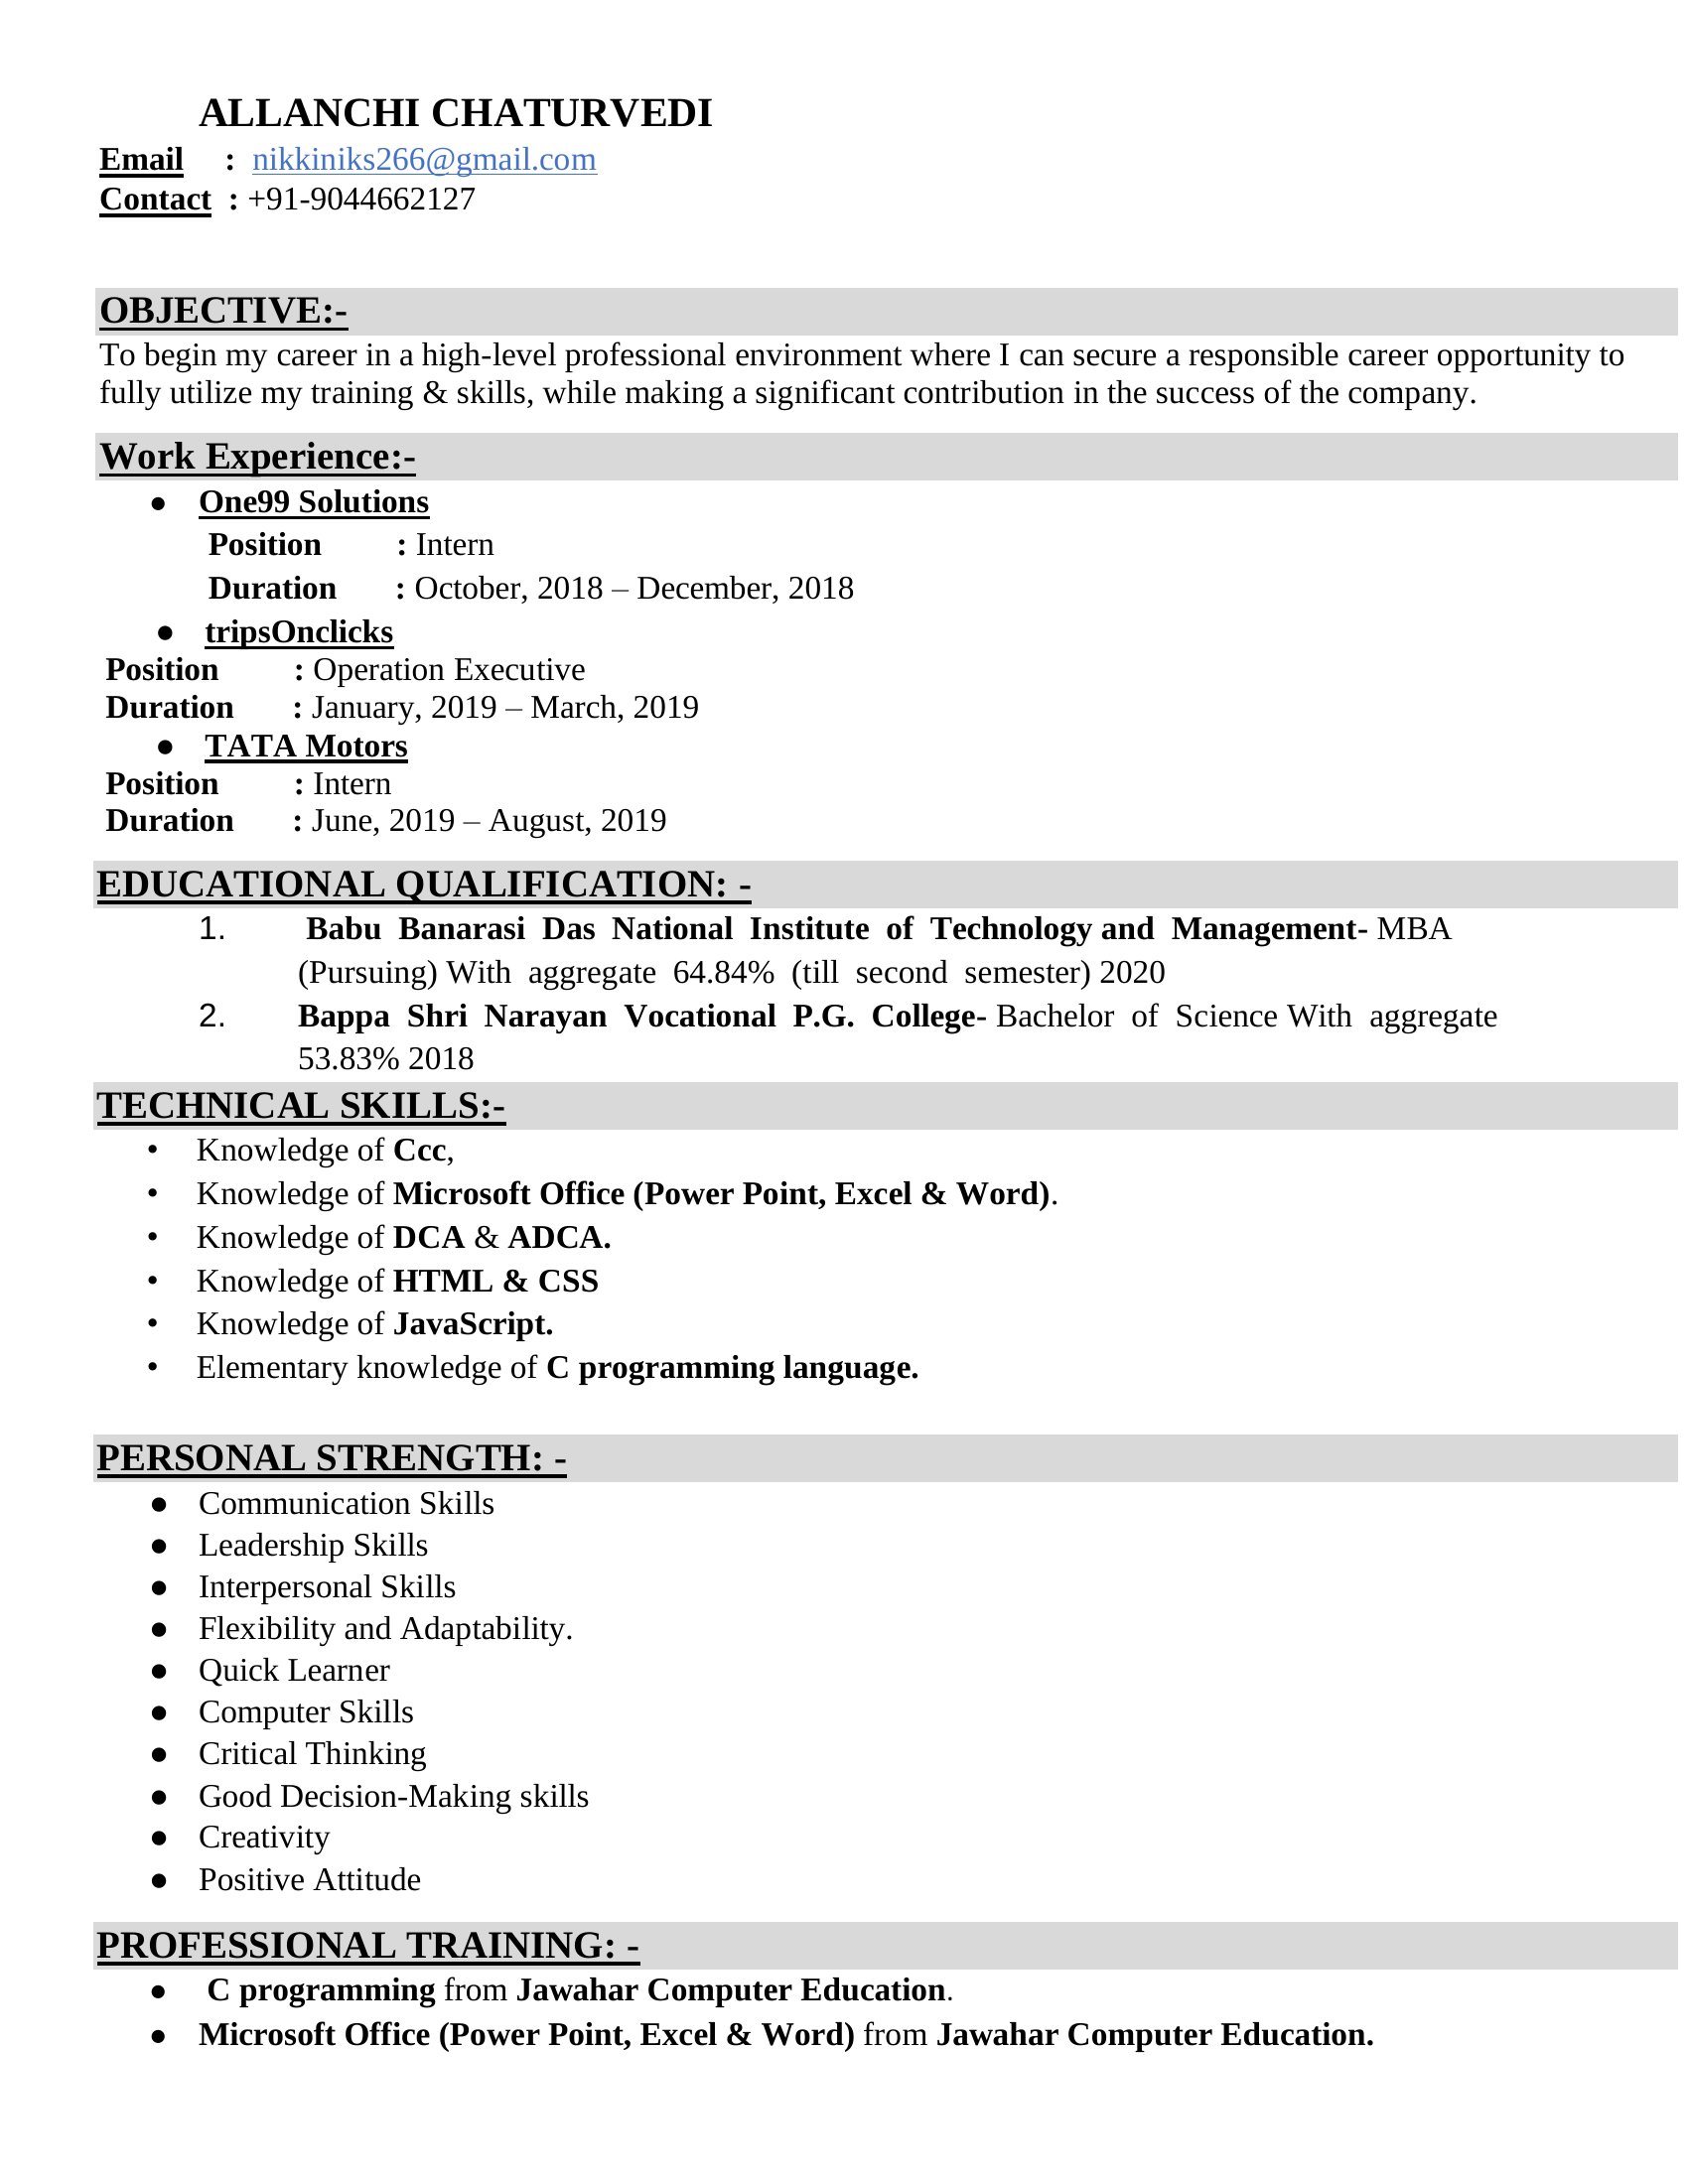 ALLANCHI CHATURVEDI
Email : nikkiniks266@gmail.com
Contact : +91-9044662127
OBJECTIVE:-
To begin my career in a high-level professional environment where I can secure a responsible career opportunity to
fully utilize my training & skills, while making a significant contribution in the success of the company.
Work Experience:-
● One99 Solutions
Position : Intern
Duration : October, 2018 – December, 2018
● tripsOnclicks
Position : Operation Executive
Duration : January, 2019 – March, 2019
● TATA Motors
Position : Intern
Duration : June, 2019 – August, 2019
EDUCATIONAL QUALIFICATION: -
1. Babu Banarasi Das National Institute of Technology and Management- MBA
(Pursuing) With aggregate 64.84% (till second semester) 2020
2. Bappa Shri Narayan Vocational P.G. College- Bachelor of Science With aggregate
53.83% 2018
TECHNICAL SKILLS:-
• Knowledge of Ccc,
• Knowledge of Microsoft Office (Power Point, Excel & Word).
• Knowledge of DCA & ADCA.
• Knowledge of HTML & CSS
• Knowledge of JavaScript.
• Elementary knowledge of C programming language.
PERSONAL STRENGTH: -
● Communication Skills
● Leadership Skills
● Interpersonal Skills
● Flexibility and Adaptability.
● Quick Learner
● Computer Skills
● Critical Thinking
● Good Decision-Making skills
● Creativity
● Positive Attitude
PROFESSIONAL TRAINING: -
● C programming from Jawahar Computer Education.
● Microsoft Office (Power Point, Excel & Word) from Jawahar Computer Education.